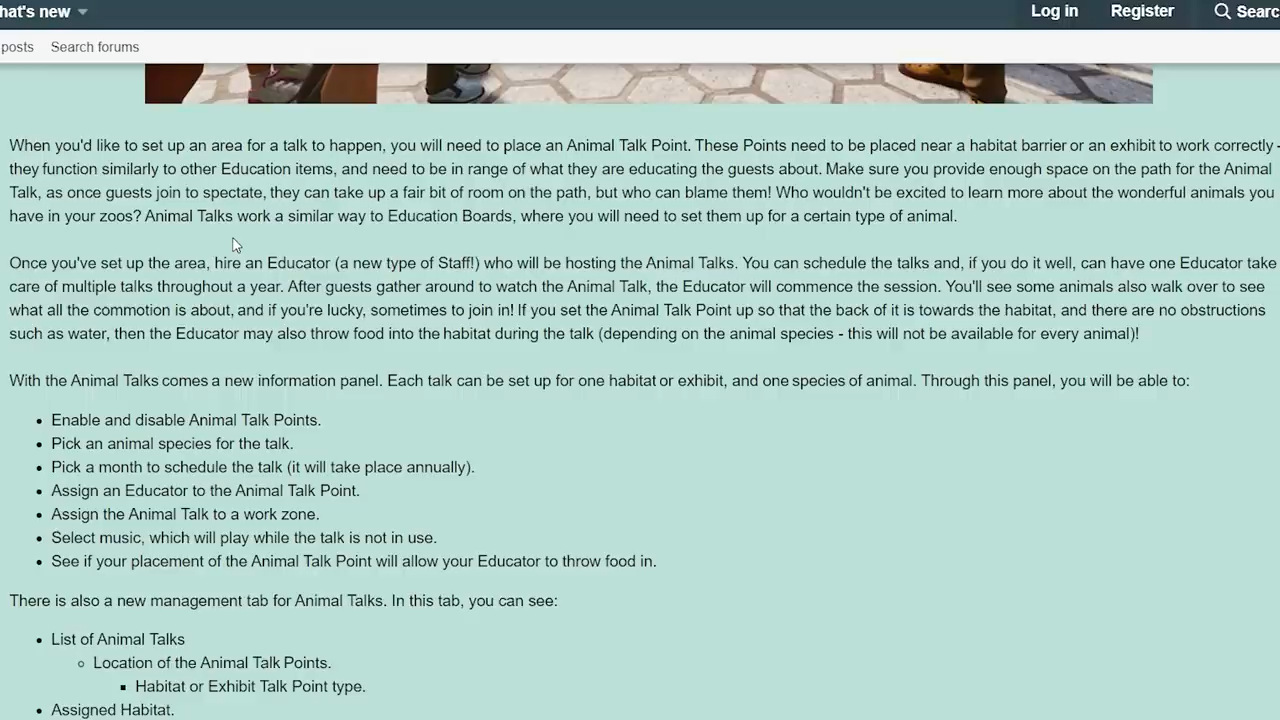 hat's new
Log in
Register
Searc
posts
Search forums
When you'd like to set up an area for a talk to happen, you will need to place an Animal Talk Point. These Points need to be placed near a habitat barrier or an exhibit to work correctly -
they function similarly to other Education items, and need to be in range of what they are educating the guests about. Make sure you provide enough space on the path for the Animal
Talk, as once guests join to spectate, they can take up a fair bit of room on the path, but who can blame them! Who wouldn't be excited to learn more about the wonderful animals you
have in your zoos? Animal Talks work a similar way to Education Boards, where you will need to set them up for a certain type of animal.
Once you've set up the area, hire an Educator (a new type of Staff!) who will be hosting the Animal Talks. You can schedule the talks and, if you do it well, can have one Educator take
care of multiple talks throughout a year. After guests gather around to watch the Animal Talk, the Educator will commence the session. You'll see some animals also walk over to see
what all the commotion is about, and if you're lucky, sometimes to join in! If you set the Animal Talk Point up so that the back of it is towards the habitat, and there are no obstructions
such as water, then the Educator may also throw food into the habitat during the talk (depending on the animal species - this will not be available for every animal)!
With the Animal Talks comes a new information panel. Each talk can be set up for one habitat or exhibit, and one species of animal. Through this panel, you will be able to:
• Enable and disable Animal Talk Points.
• Pick an animal species for the talk.
• Pick a month to schedule the talk (it will take place annually).
• Assign an Educator to the Animal Talk Point.
• Assign the Animal Talk to a work zone.
• Select music, which will play while the talk is not in use.
• See if your placement of the Animal Talk Point will allow your Educator to throw food in.
There is also a new management tab for Animal Talks. In this tab, you can see:
• List of Animal Talks
◦ Location of the Animal Talk Points.
▪ Habitat or Exhibit Talk Point type.
• Assigned Habitat.